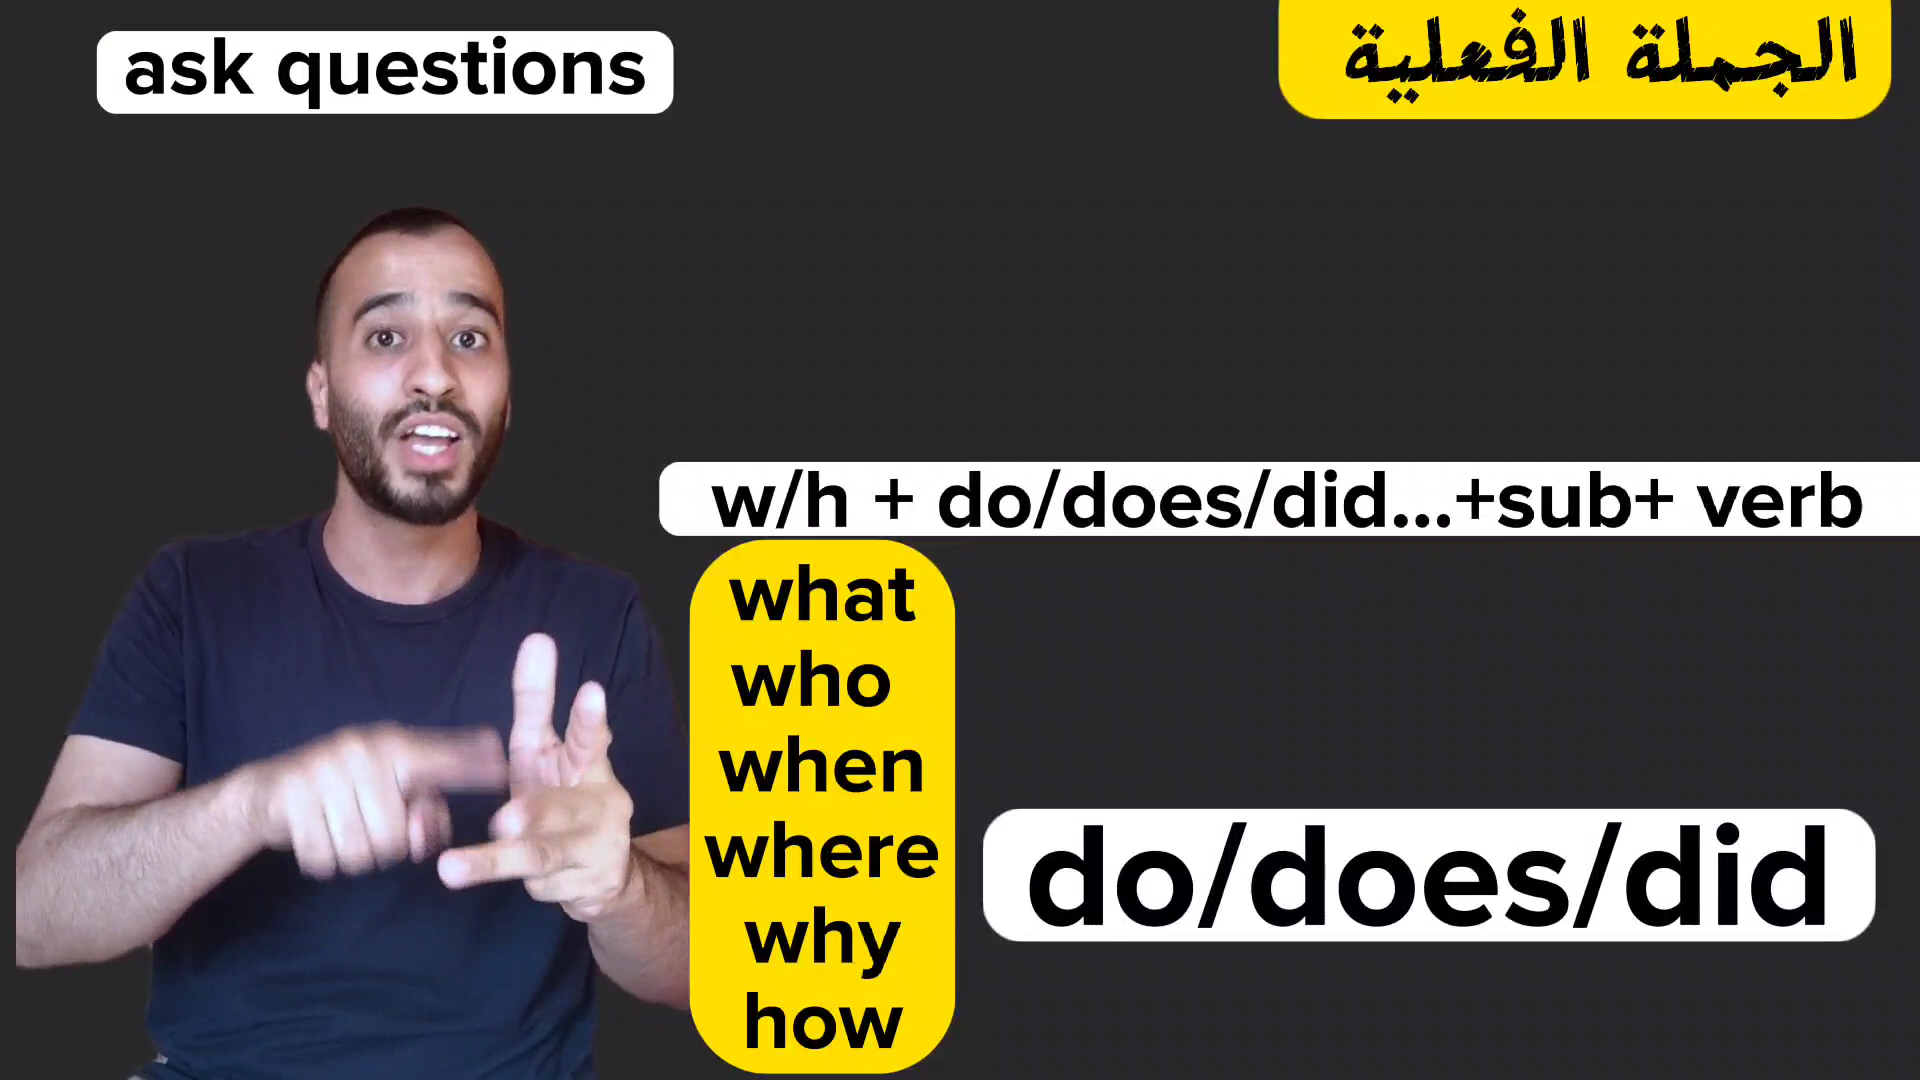 ask questions
الجملة الفعلية
w/h + do/does/did...+sub+ verb
what
who
when
where
why
how
do/does/did